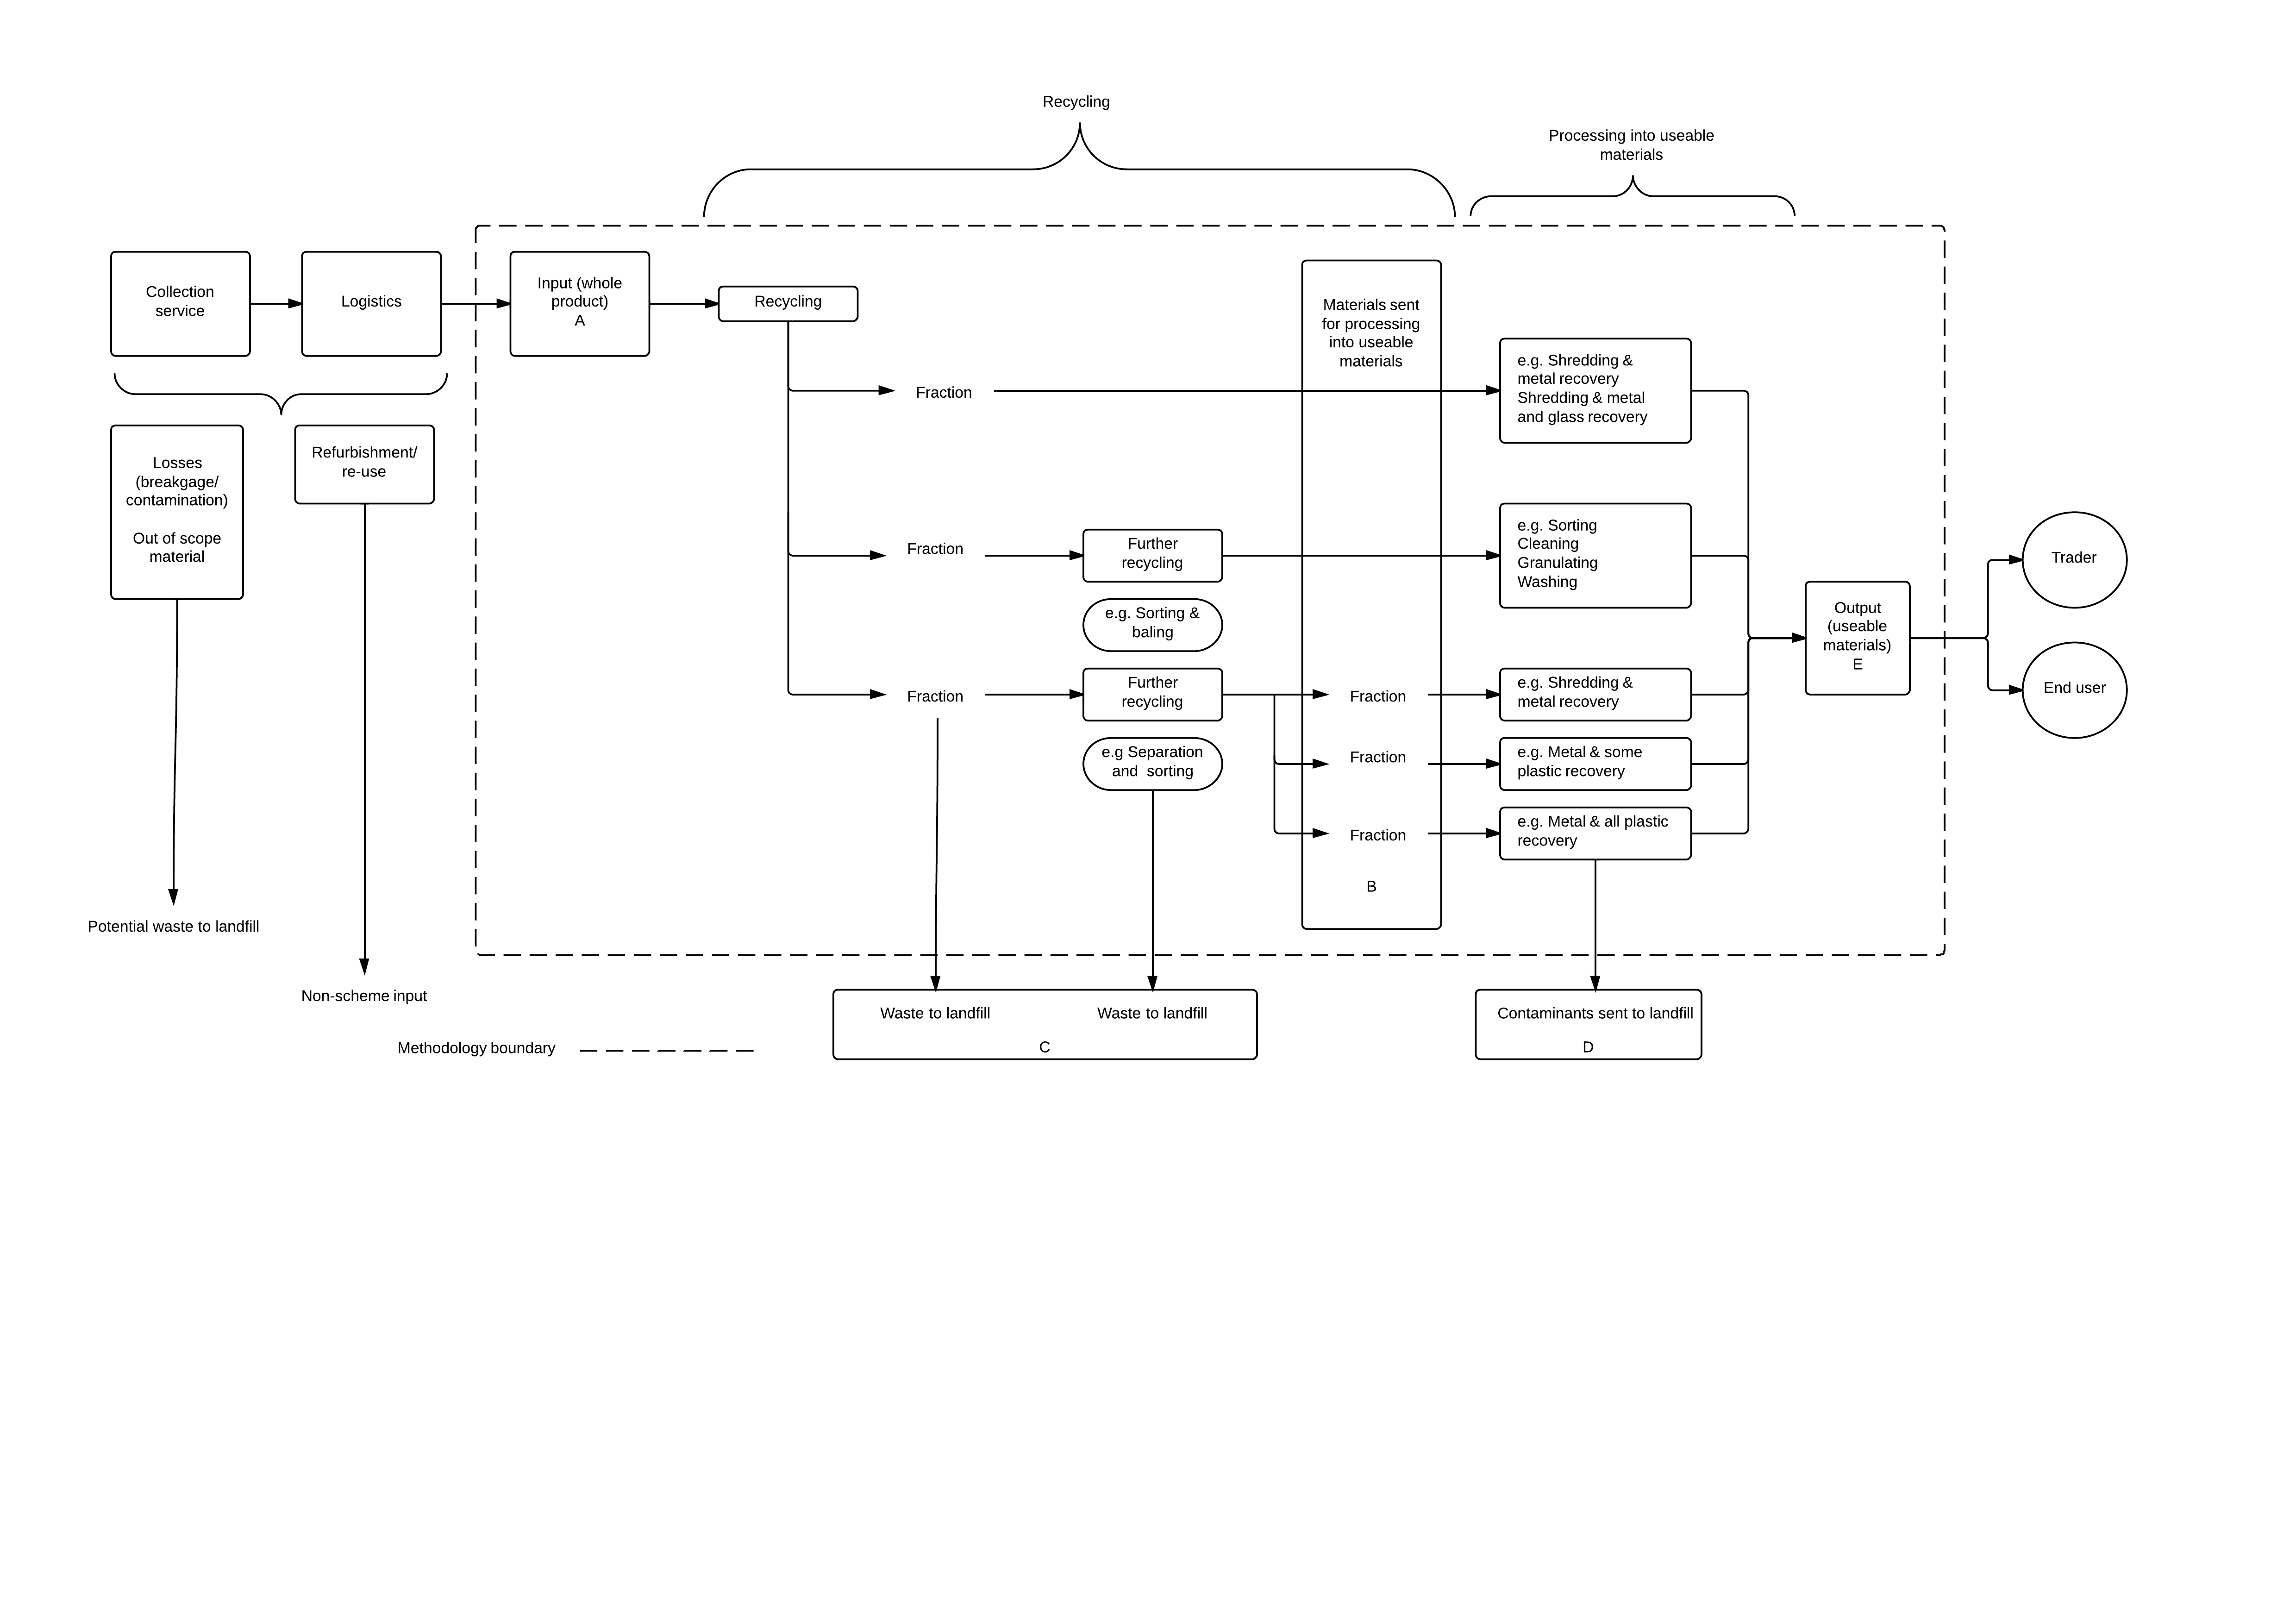 Recycling
Processing into useable
materials
Collection
service
Logistics
Input (whole
product)
A
Recycling
Materials sent
for processing
into useable
materials
Fraction
e.g. Shredding &
metal recovery
Shredding & metal
and glass recovery
Losses
(breakgage/
contamination)
Out of scope
material
Refurbishment/
re-use
Fraction
Further
recycling
e.g. Sorting
Cleaning
Granulating
Washing
e.g. Sorting &
baling
Trader
Output
(useable
materials)
E
End user
Fraction
Further
recycling
Fraction
e.g. Shredding &
metal recovery
e.g Separation
and sorting
Fraction
e.g. Metal & some
plastic recovery
Fraction
e.g. Metal & all plastic
recovery
B
Potential waste to landfill
Non-scheme input
Waste to landfill
Waste to landfill
C
Contaminants sent to landfill
D
Methodology boundary